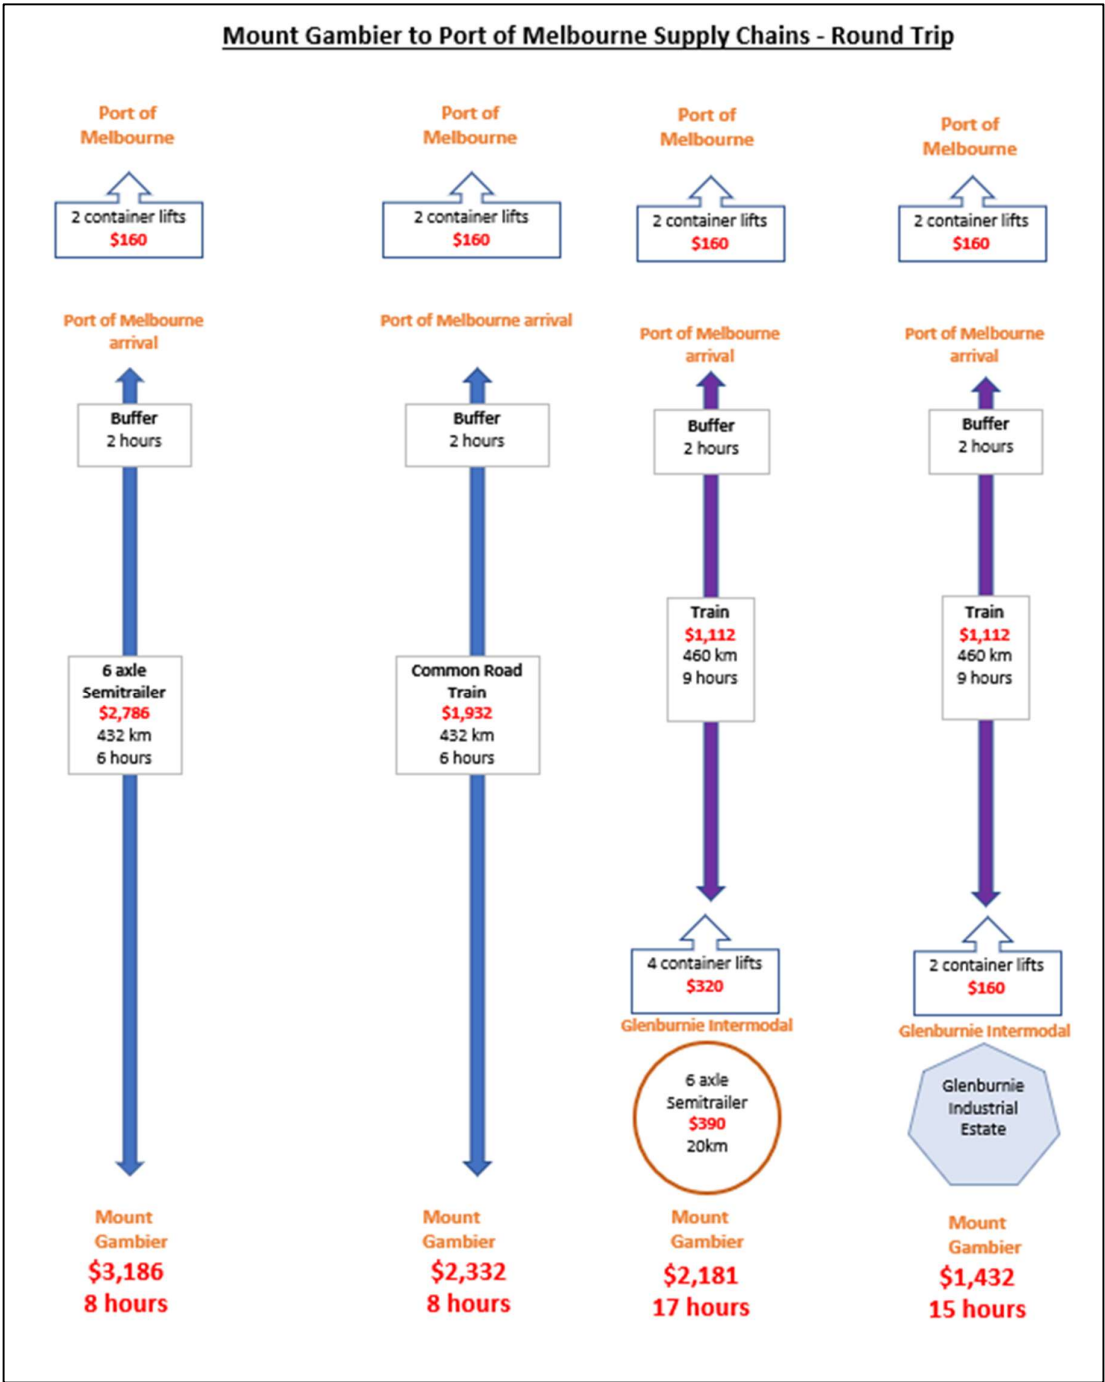 Mount Gambier to Port of Melbourne Supply Chains - Round Trip
Port of
Melbourne
2 container lifts
$160
Port of Melbourne
arrival
Buffer
2 hours
6 axle
Semitrailer
$2,786
432 km
6 hours
Mount
Gambier
$3,186
8 hours
Port of
Melbourne
2 container lifts
$160
Port of Melbourne arrival
Buffer
2 hours
Common Road
Train
$1,932
432 km
6 hours
Mount
Gambier
$2,332
8 hours
Port of
Melbourne
2 container lifts
$160
Port of Melbourne
arrival
Buffer
2 hours
Train
$1,112
460 km
9 hours
4 container lifts
$320
Glenburnie Intermodal
6 axle
Semitrailer
$390
20km
Mount
Gambier
$2,181
17 hours
Port of
Melbourne
2 container lifts
$160
Port of Melbourne
arrival
Buffer
2 hours
Train
$1,112
460 km
9 hours
2 container lifts
$160
Glenburnie Intermodal
Glenburnie
Industrial
Estate
Mount
Gambier
$1,432
15 hours